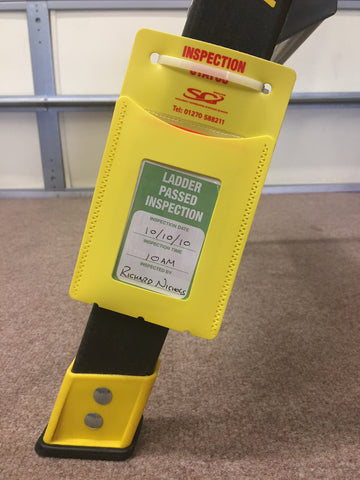 INSPECTION
STATUS
SG
Tel: 01270 588211
LADDER
PASSED
INSPECTION
INSPECTION DATE
10/10/10
INSPECTION TIME
10AM
INSPECTED BY
RICHARD NICHOLS